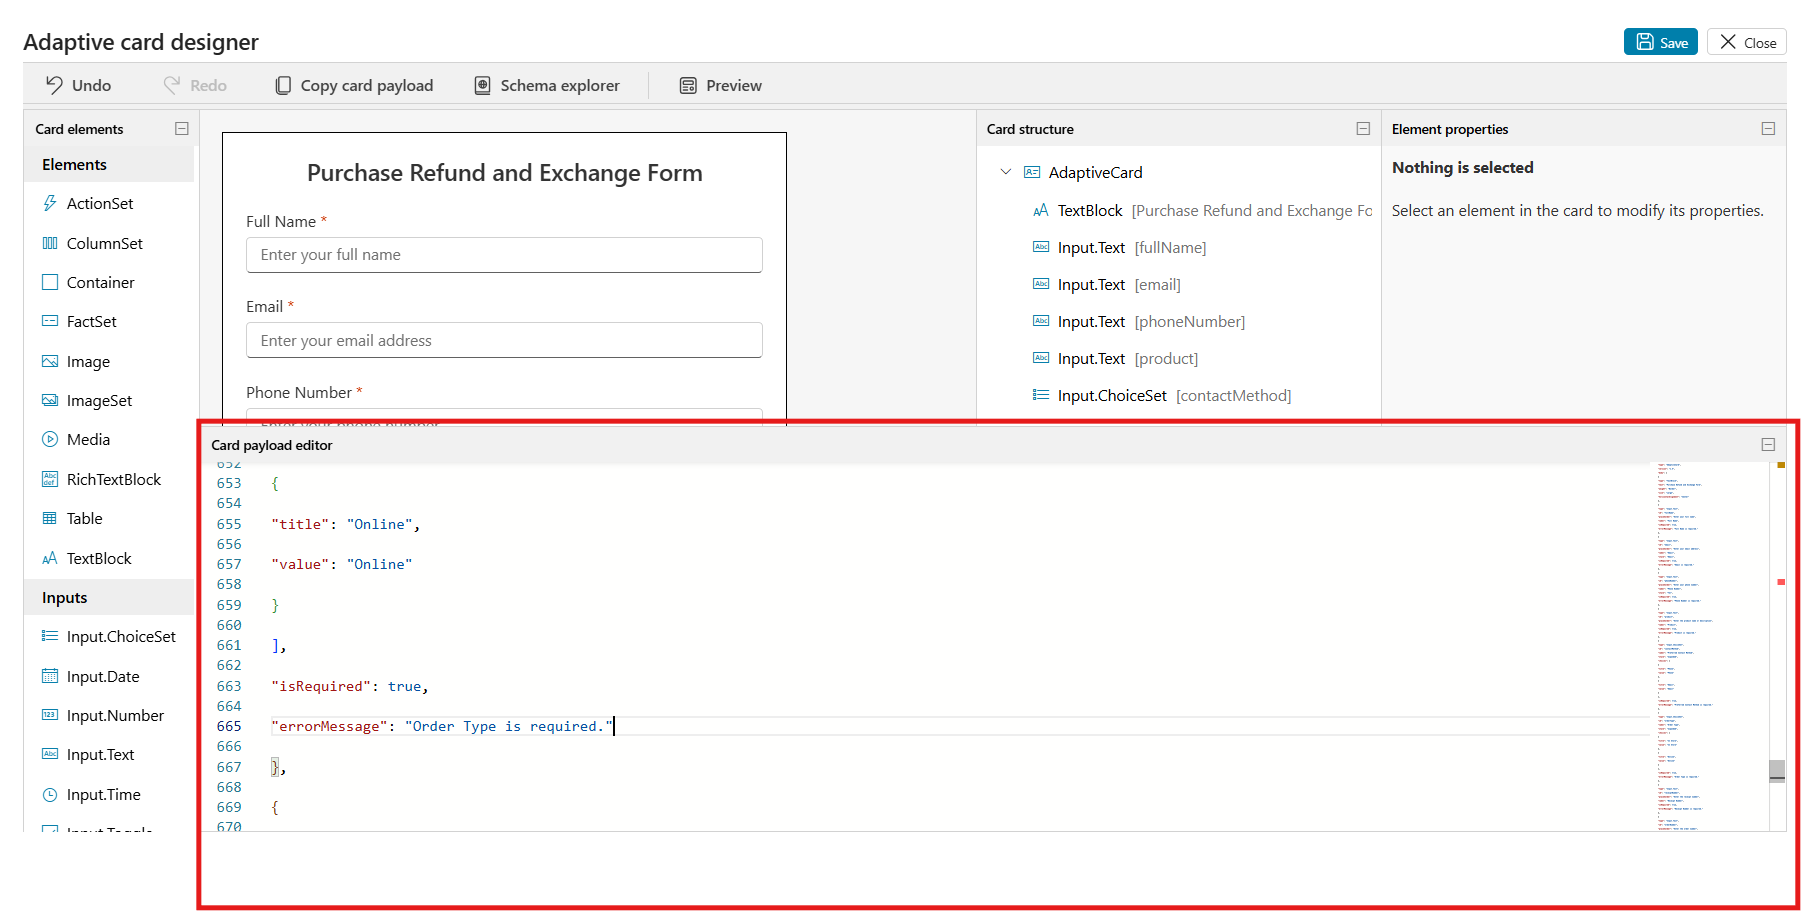 Adaptive card designer
Save
Close
Undo
Redo
Copy card payload
Schema explorer
Preview
Card elements
Elements
ActionSet
ColumnSet
Container
FactSet
Image
ImageSet
Media
RichTextBlock
Table
TextBlock
Inputs
Input.ChoiceSet
Input.Date
Input.Number
Input.Text
Input.Time
Input.Toggle
Purchase Refund and Exchange Form
Full Name *
Enter your full name
Email *
Enter your email address
Phone Number *
Enter your phone number
Card structure
AdaptiveCard
TextBlock [Purchase Refund and Exchange Fo
Input.Text [fullName]
Input.Text [email]
Input.Text [phoneNumber]
Input.Text [product]
Input.ChoiceSet [contactMethod]
Element properties
Nothing is selected
Select an element in the card to modify its properties.
Card payload editor
652
653 {
654
655 "title": "Online",
656
657 "value": "Online"
658
659 }
660
661 ],
662
663 "isRequired": true,
664
665 "errorMessage": "Order Type is required."
666
667 },
668
669 {
670